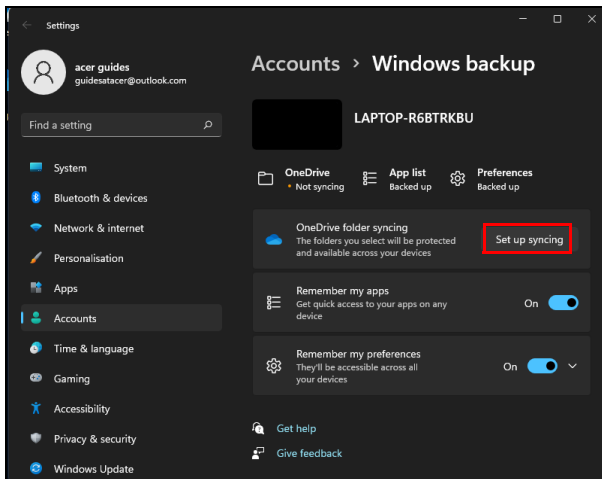 Settings
acer guides
guidesatacer@outlook.com
Find a setting
System
Bluetooth & devices
Network & internet
Personalisation
Apps
Accounts
Time & language
Gaming
Accessibility
Privacy & security
Windows Update
Accounts > Windows backup
LAPTOP-R6BTRKBU
OneDrive
• Not syncing
App list
Backed up
Preferences
Backed up
OneDrive folder syncing
The folders you select will be protected
and available across your devices
Set up syncing
Remember my apps
Get quick access to your apps on any
device
On
Remember my preferences
They'll be accessible across all
your devices
On
Get help
Give feedback